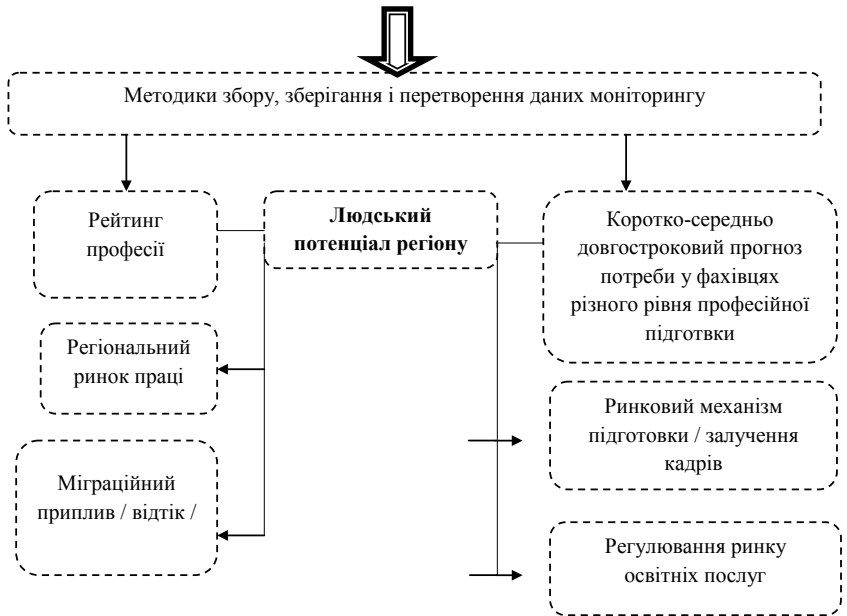 Методики збору, зберігання і перетворення даних моніторингу
Рейтинг
професії
Людський
потенціал регіону
Коротко-середньо
довгостроковий прогноз
потреби у фахівцях
різного рівня професійної
підготвки
Регіональний
ринок праці
Ринковий механізм
підготовки / залучення
кадрів
Міграційний
приплив / відтік /
Регулювання ринку
освітніх послуг